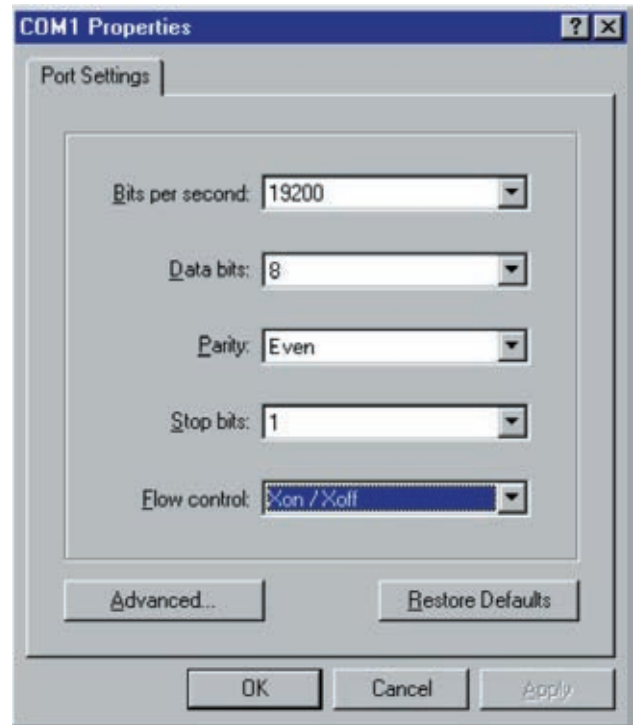 COM1 Properties
Port Settings
Bits per second: 19200
Data bits: 8
Parity: Even
Stop bits: 1
Flow control: Xon / Xoff
Advanced... Restore Defaults
OK Cancel Apply